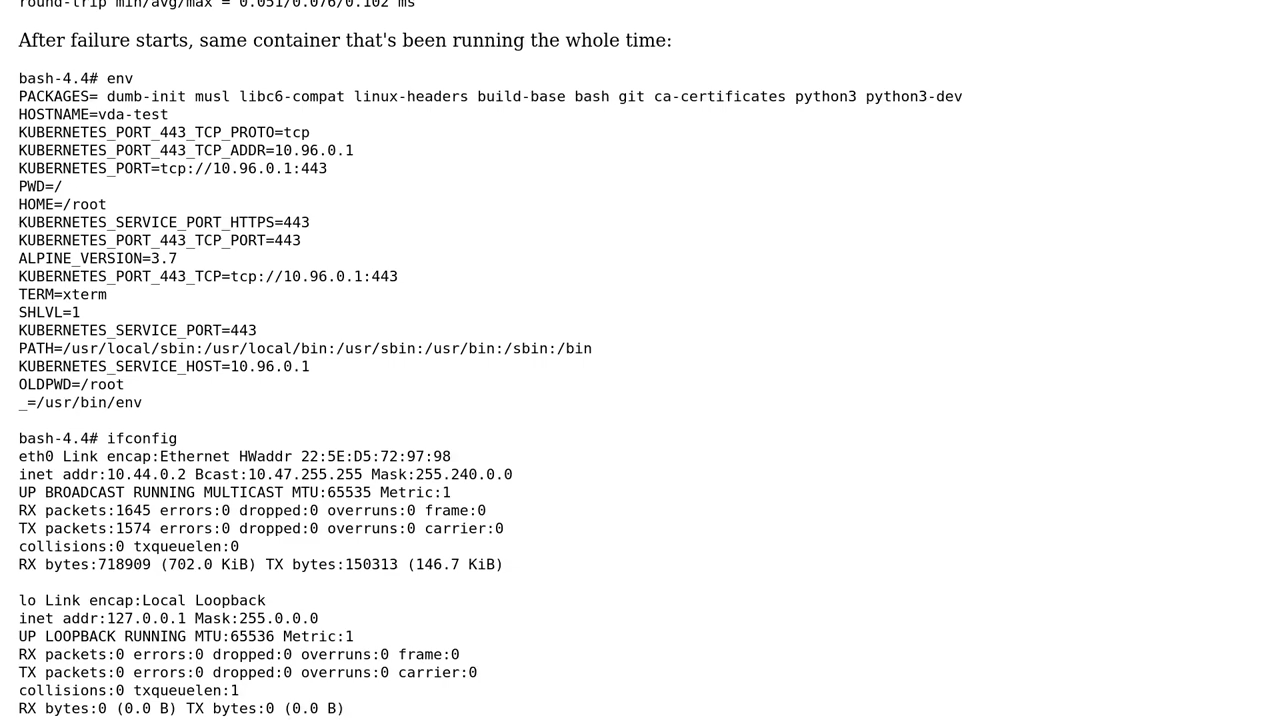 round-trip min/avg/max = 0.051/0.076/0.102 ms
After failure starts, same container that's been running the whole time:
bash-4.4# env
PACKAGES= dumb-init musl libc6-compat linux-headers build-base bash git ca-certificates python3 python3-dev
HOSTNAME=vda-test
KUBERNETES_PORT_443_TCP_PROTO=tcp
KUBERNETES_PORT_443_TCP_ADDR=10.96.0.1
KUBERNETES_PORT=tcp://10.96.0.1:443
PWD=/
HOME=/root
KUBERNETES_SERVICE_PORT_HTTPS=443
KUBERNETES_PORT_443_TCP_PORT=443
ALPINE_VERSION=3.7
KUBERNETES_PORT_443_TCP=tcp://10.96.0.1:443
TERM=xterm
SHLVL=1
KUBERNETES_SERVICE_PORT=443
PATH=/usr/local/sbin:/usr/local/bin:/usr/sbin:/usr/bin:/sbin:/bin
KUBERNETES_SERVICE_HOST=10.96.0.1
OLDPWD=/root
_=/usr/bin/env
bash-4.4# ifconfig
eth0 Link encap:Ethernet HWaddr 22:5E:D5:72:97:98
inet addr:10.44.0.2 Bcast:10.47.255.255 Mask:255.240.0.0
UP BROADCAST RUNNING MULTICAST MTU:65535 Metric:1
RX packets:1645 errors:0 dropped:0 overruns:0 frame:0
TX packets:1574 errors:0 dropped:0 overruns:0 carrier:0
collisions:0 txqueuelen:0
RX bytes:718909 (702.0 KiB) TX bytes:150313 (146.7 KiB)
lo Link encap:Local Loopback
inet addr:127.0.0.1 Mask:255.0.0.0
UP LOOPBACK RUNNING MTU:65536 Metric:1
RX packets:0 errors:0 dropped:0 overruns:0 frame:0
TX packets:0 errors:0 dropped:0 overruns:0 carrier:0
collisions:0 txqueuelen:1
RX bytes:0 (0.0 B) TX bytes:0 (0.0 B)